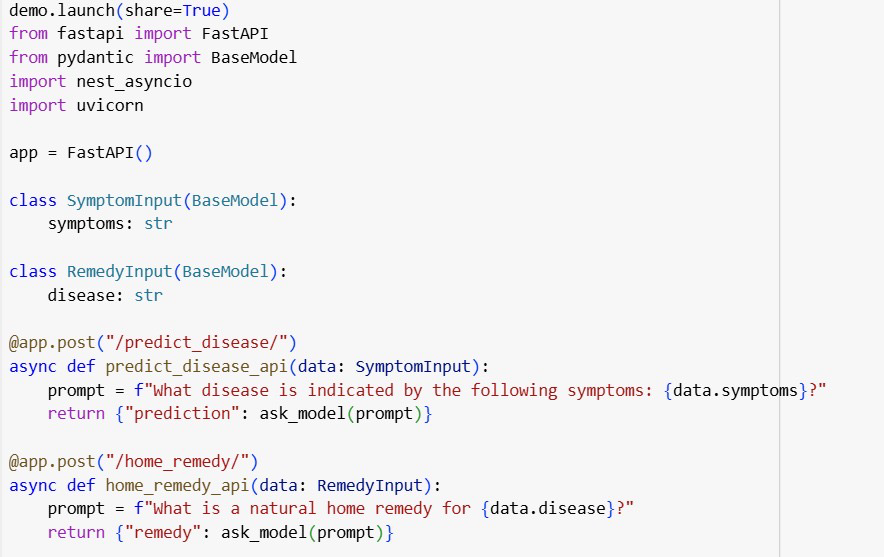 demo.launch(share=True)
from fastapi import FastAPI
from pydantic import BaseModel
import nest_asyncio
import uvicorn

app = FastAPI()

class SymptomInput(BaseModel):
    symptoms: str

class RemedyInput(BaseModel):
    disease: str

@app.post("/predict_disease/")
async def predict_disease_api(data: SymptomInput):
    prompt = f"What disease is indicated by the following symptoms: {data.symptoms}?"
    return {"prediction": ask_model(prompt)}

@app.post("/home_remedy/")
async def home_remedy_api(data: RemedyInput):
    prompt = f"What is a natural home remedy for {data.disease}?"
    return {"remedy": ask_model(prompt)}